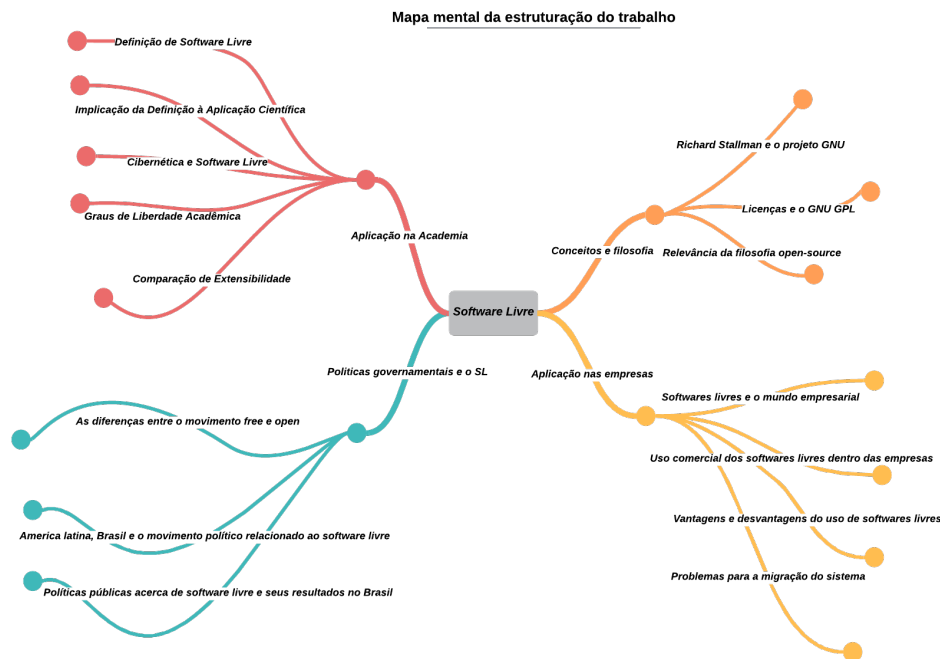 Mapa mental da estruturação do trabalho
Definição de Software Livre
Implicação da Definição à Aplicação Científica
Cibernética e Software Livre
Graus de Liberdade Acadêmica
Comparação de Extensibilidade
Aplicação na Academia
Richard Stallman e o projeto GNU
Licenças e o GNU GPL
Relevância da filosofia open-source
Conceitos e filosofia
Software Livre
Politicas governamentais e o SL
As diferenças entre o movimento free e open
America latina, Brasil e o movimento político relacionado ao software livre
Políticas públicas acerca de software livre e seus resultados no Brasil
Aplicação nas empresas
Softwares livres e o mundo empresarial
Uso comercial dos softwares livres dentro das empresas
Vantagens e desvantagens do uso de softwares livres
Problemas para a migração do sistema